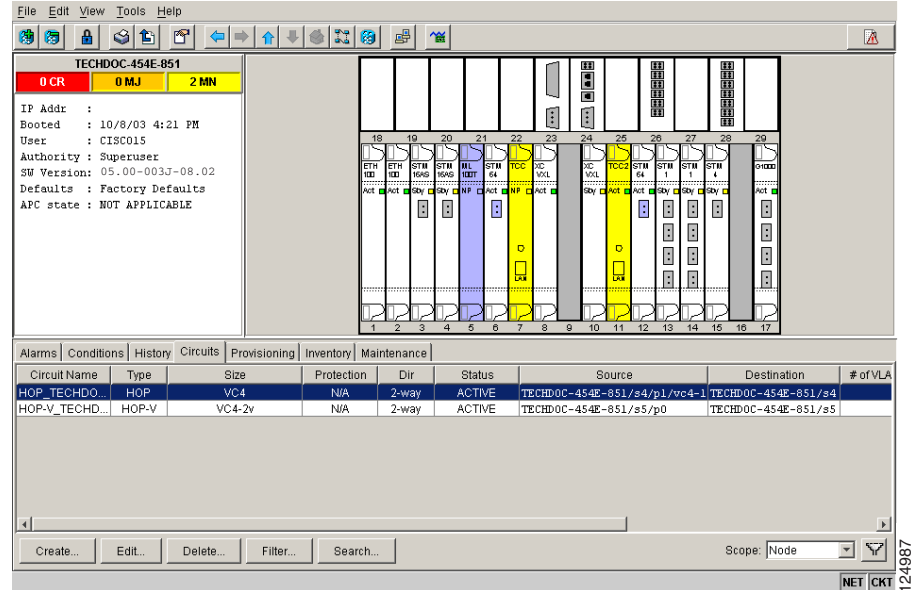 File Edit View Tools Help
TECHDOC-454E-851
0 CR 0 MJ 2 MN
IP Addr :
Booted : 10/8/03 4:21 PM
User : CISCO15
Authority : Superuser
SW Version: 05.00-003J-08.02
Defaults : Factory Defaults
APC state : NOT APPLICABLE
18 19 20 21 22 23 24 25 26 27 28 29
ETH 100 ETH 100 STM 16AS STM 16AS ML 100T STM 64 TCC XC VXL XC VXL TCC2 STM 64 STM 1 STM 1 STM 4 G1000
Act Act Sby Sby NP Act NP Act Sby Act Act Sby Sby Sby Act
LAN LAN
1 2 3 4 5 6 7 8 9 10 11 12 13 14 15 16 17
Alarms Conditions History Circuits Provisioning Inventory Maintenance
Circuit Name Type Size Protection Dir Status Source Destination # of VLA
HOP_TECHDO... HOP VC4 N/A 2-way ACTIVE TECHDOC-454E-851/s4/p1/vc4-1 TECHDOC-454E-851/s4
HOP-V_TECHD... HOP-V VC4-2v N/A 2-way ACTIVE TECHDOC-454E-851/s5/p0 TECHDOC-454E-851/s5
Create... Edit... Delete... Filter... Search... Scope: Node
NET CKT
124987